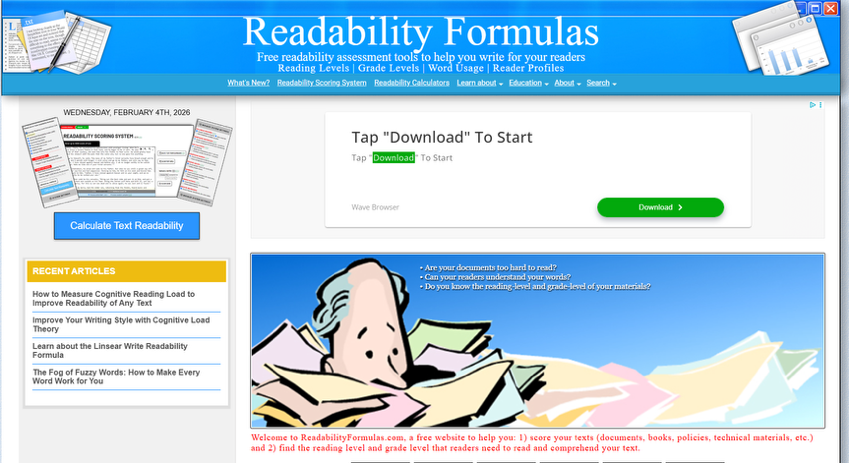 Readability Formulas
Free readability assessment tools to help you write for your readers
Reading Levels | Grade Levels | Word Usage | Reader Profiles
What's New? Readability Scoring System Readability Calculators Learn about Education About Search
WEDNESDAY, FEBRUARY 4TH, 2026
READABILITY SCORING SYSTEM
Calculate Text Readability
RECENT ARTICLES
How to Measure Cognitive Reading Load to
Improve Readability of Any Text
Improve Your Writing Style with Cognitive Load
Theory
Learn about the Linsear Write Readability
Formula
The Fog of Fuzzy Words: How to Make Every
Word Work for You
Tap "Download" To Start
Tap "Download" To Start
Wave Browser
Download
• Are your documents too hard to read?
• Can your readers understand your words?
• Do you know the reading-level and grade-level of your materials?
Welcome to ReadabilityFormulas.com, a free website to help you: 1) score your texts (documents, books, policies, technical materials, etc.)
and 2) find the reading level and grade level that readers need to read and comprehend your text.